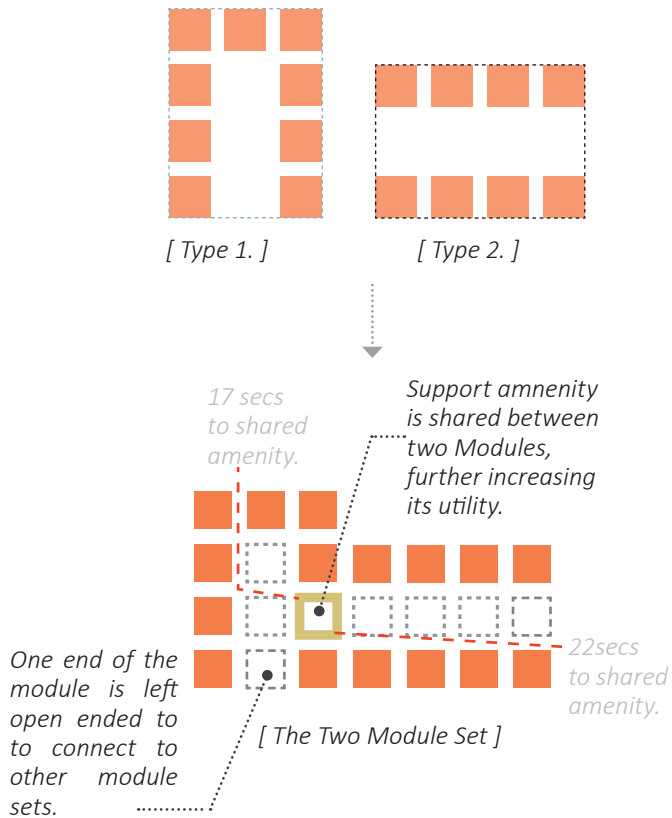 [ Type 1. ]
[ Type 2. ]
17 secs
to shared
amenity.
Support amnenity
is shared between
two Modules,
further increasing
its utility.
22secs
to shared
amenity.
One end of the
module is left
open ended to
to connect to
other module
sets.
[ The Two Module Set ]